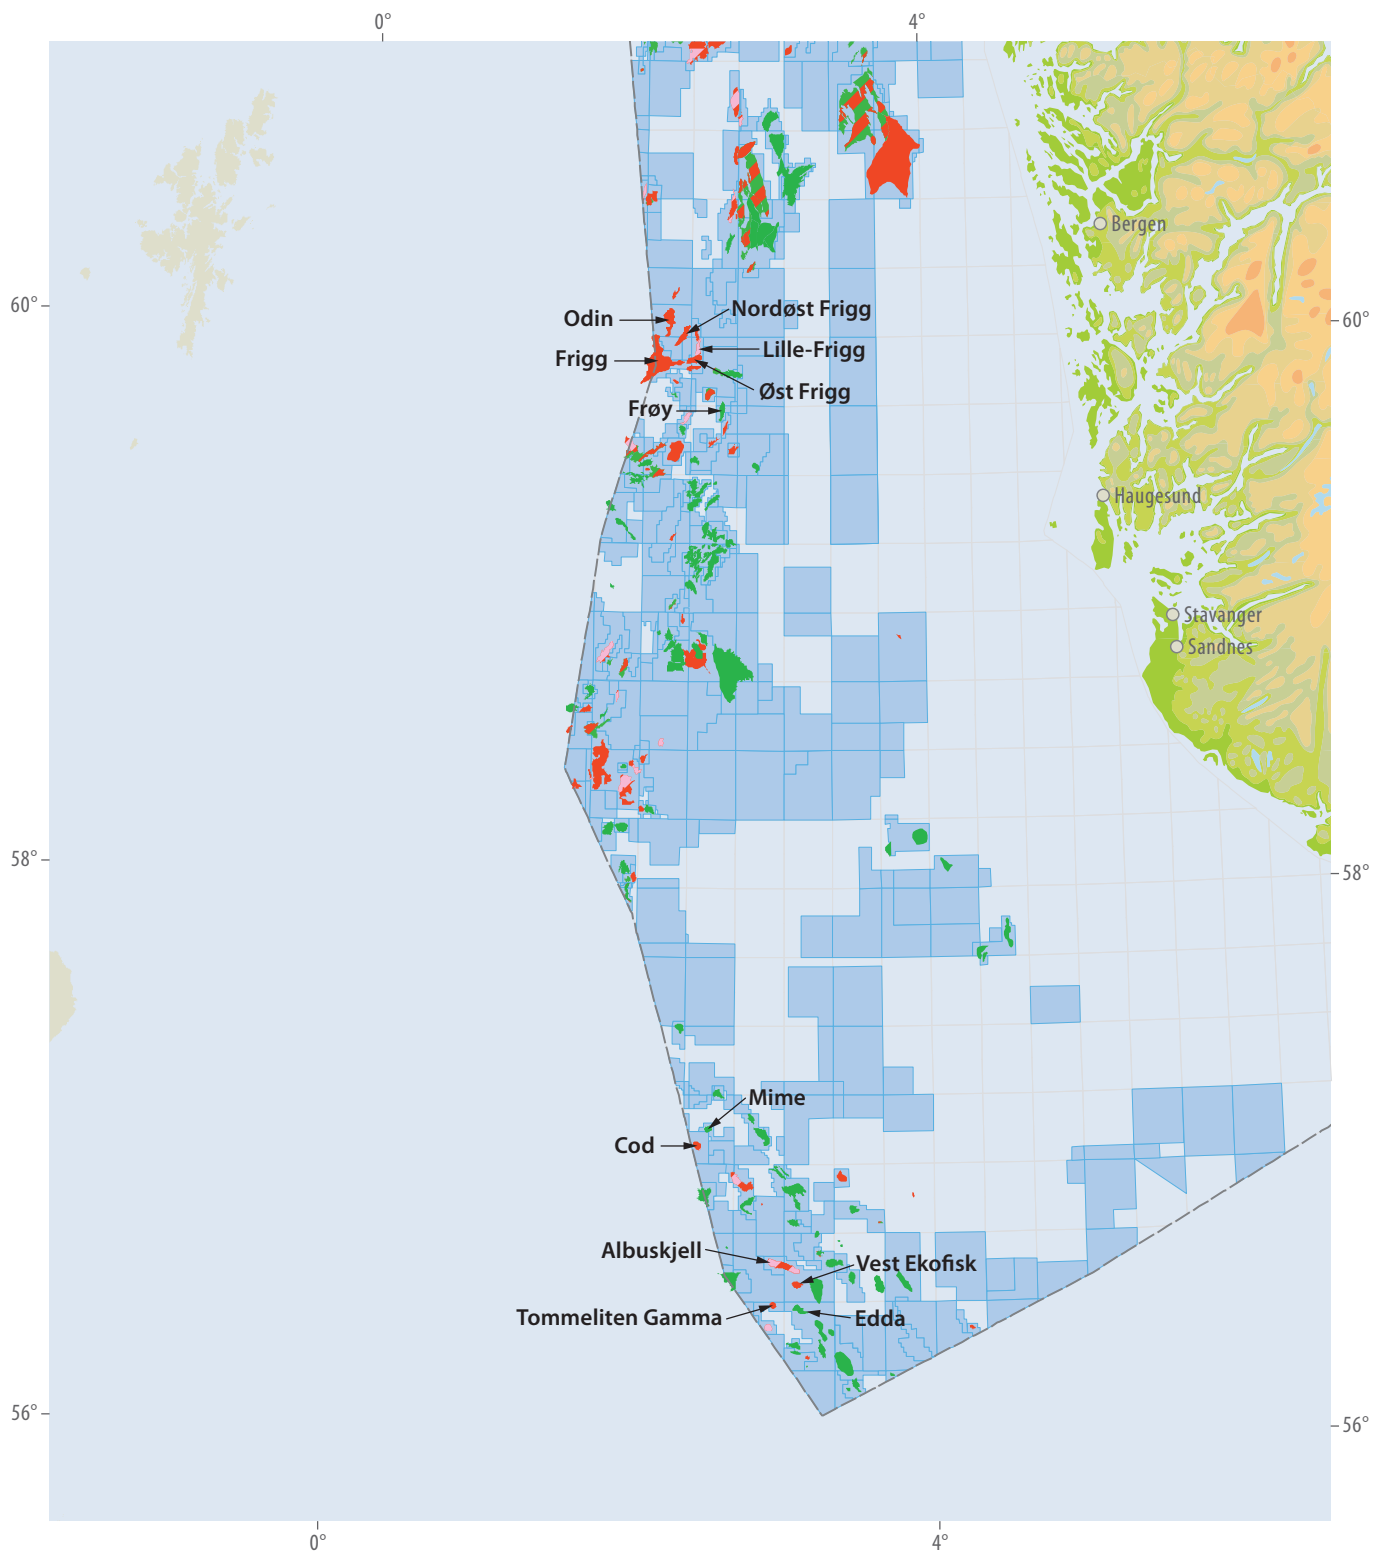 0°
4°
Bergen
60°
Odin
Nordøst Frigg
60°
Lille-Frigg
Frigg
Øst Frigg
Frøy
Haugesund
Stavanger
Sandnes
58°
58°
Mime
Cod
Albuskjell
Vest Ekofisk
Tommeliten Gamma
Edda
56°
56°
0°
4°